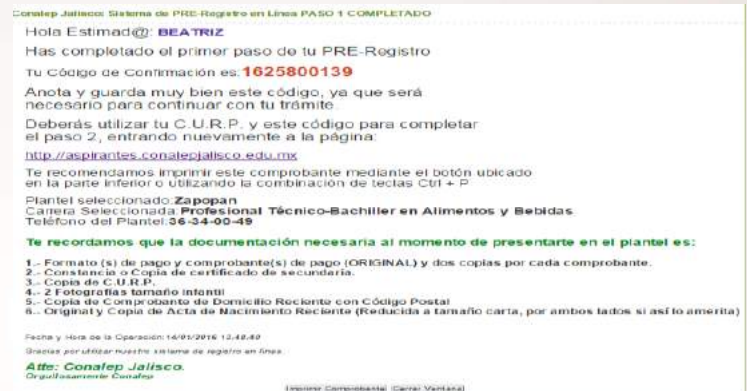 Conalep Jalisco: Sistema de PRE-Registro en Línea PASO 1 COMPLETADO
Hola Estimad@: BEATRIZ
Has completado el primer paso de tu PRE-Registro
Tu Código de Confirmación es:1625800139
Anota y guarda muy bien este código, ya que será
necesario para continuar con tu trámite.
Deberás utilizar tu C.U.R.P. y este código para completar
el paso 2, entrando nuevamente a la página:
http://aspirantes.conalepjalisco.edu.mx
Te recomendamos imprimir este comprobante mediante el botón ubicado
en la parte inferior o utilizando la combinación de teclas Ctrl + P
Plantel seleccionado:Zapopan
Carrera Seleccionada:Profesional Técnico-Bachiller en Alimentos y Bebidas
Teléfono del Plantel:36-34-00-49
Te recordamos que la documentación necesaria al momento de presentarte en el plantel es:
1.- Formato (s) de pago y comprobante(s) de pago (ORIGINAL) y dos copias por cada comprobante.
2.- Constancia o Copia de certificado de secundaria.
3.- Copia de C.U.R.P.
4.- 2 Fotografías tamaño infantil
5.- Copia de Comprobante de Domicilio Reciente con Código Postal
6.- Original y Copia de Acta de Nacimiento Reciente (Reducida a tamaño carta, por ambos lados si así lo amerita)
Fecha y Hora de la Operación:14/01/2016 13:48:40
Gracias por utilizar nuestro sistema de registro en línea.
Atte: Conalep Jalisco.
Orgullosamente Conalep
Imprimir Comprobante Cerrar Ventana